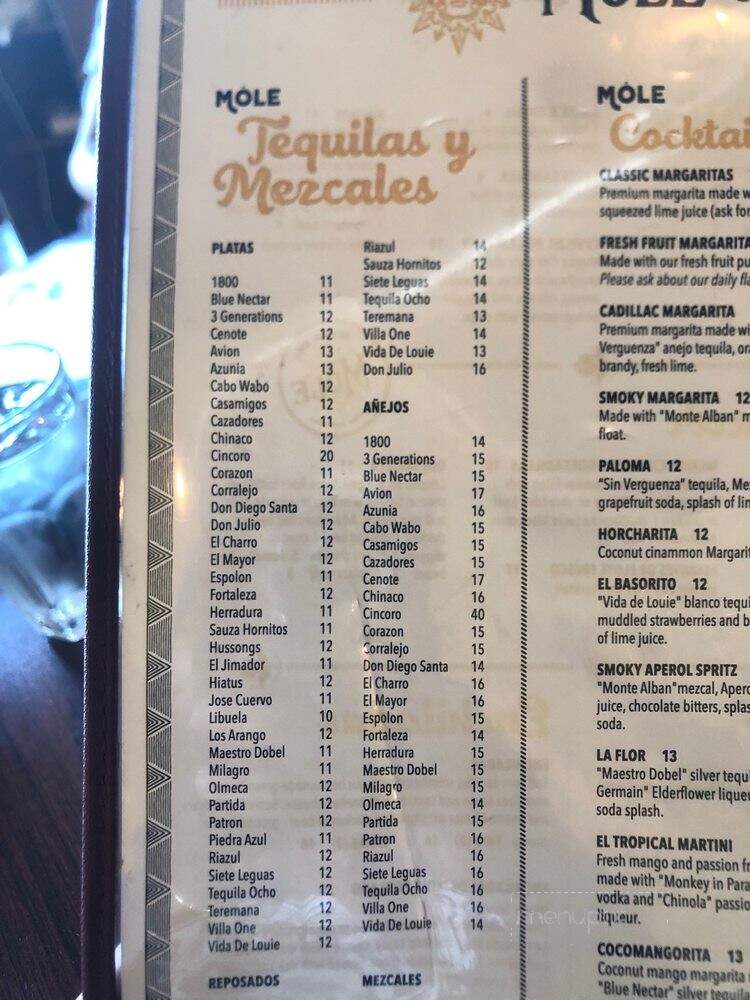 MÓLE
Tequilas y
Mezcales
PLATAS
1800 11
Blue Nectar 11
3 Generations 12
Cenote 12
Avion 13
Azunia 13
Cabo Wabo 12
Casamigos 12
Cazadores 11
Chinaco 12
Cincoro 20
Corazon 11
Corralejo 12
Don Diego Santa 12
Don Julio 12
El Charro 12
El Mayor 12
Espolon 11
Fortaleza 12
Herradura 11
Sauza Hornitos 11
Hussongs 12
El Jimador 11
Hiatus 12
Jose Cuervo 11
Libuela 10
Los Arango 12
Maestro Dobel 11
Milagro 11
Olmeca 12
Partida 12
Patron 12
Piedra Azul 11
Riazul 12
Siete Leguas 12
Tequila Ocho 12
Teremana 12
Villa One 12
Vida De Louie 12
REPOSADOS
Riazul 14
Sauza Hornitos 12
Siete Leguas 14
Tequila Ocho 14
Teremana 13
Villa One 14
Vida De Louie 13
Don Julio 16
AÑEJOS
1800 14
3 Generations 15
Blue Nectar 15
Avion 17
Azunia 16
Cabo Wabo 15
Casamigos 15
Cazadores 15
Cenote 17
Chinaco 16
Cincoro 40
Corazon 15
Corralejo 15
Don Diego Santa 14
El Charro 16
El Mayor 16
Espolon 15
Fortaleza 14
Herradura 15
Maestro Dobel 15
Milagro 15
Olmeca 14
Partida 15
Patron 16
Riazul 16
Siete Leguas 16
Tequila Ocho 16
Villa One 16
Vida De Louie 14
MEZCALES
MÓLE
Cocktai
CLASSIC MARGARITAS
Premium margarita made w
squeezed lime juice (ask for
FRESH FRUIT MARGARITA
Made with our fresh fruit pu
Please ask about our daily fla
CADILLAC MARGARITA
Premium margarita made wi
Verguenza" anejo tequila, ora
brandy, fresh lime.
SMOKY MARGARITA 12
Made with "Monte Alban" m
float.
PALOMA 12
"Sin Verguenza" tequila, Me
grapefruit soda, splash of lim
HORCHARITA 12
Coconut cinammon Margarit
EL BASORITO 12
"Vida de Louie" blanco tequi
muddled strawberries and b
of lime juice.
SMOKY APEROL SPRITZ
"Monte Alban"mezcal, Apero
juice, chocolate bitters, splas
soda.
LA FLOR 13
"Maestro Dobel" silver tequ
Germain" Elderflower lique
soda splash.
EL TROPICAL MARTINI
Fresh mango and passion fr
made with "Monkey in Para
vodka and "Chinola" passio
liqueur.
COCOMANGORITA 13
Coconut mango margarita
"Blue Nectar" silver tequila